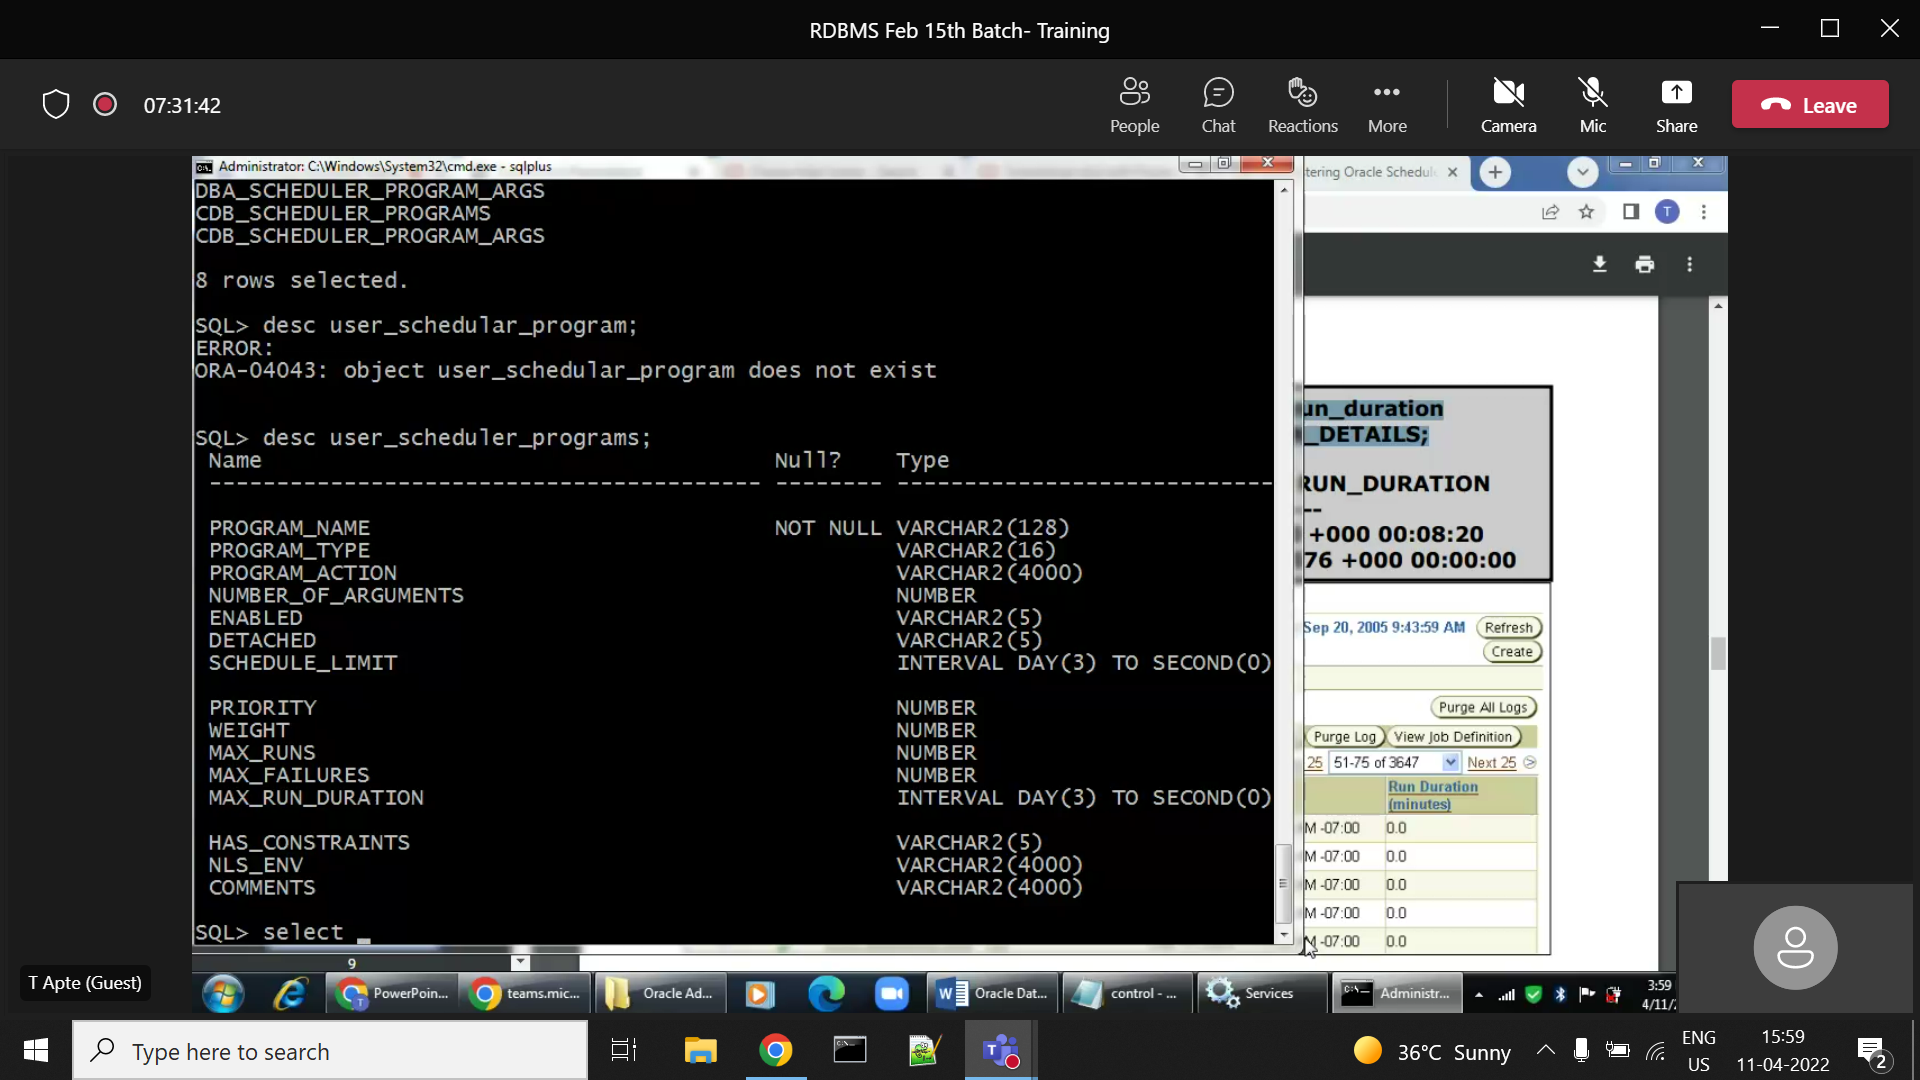 RDBMS Feb 15th Batch- Training
07:31:42
People
Chat
Reactions
More
Camera
Mic
Share
Leave
Administrator: C:\Windows\System32\cmd.exe - sqlplus
DBA_SCHEDULER_PROGRAM_ARGS
CDB_SCHEDULER_PROGRAMS
CDB_SCHEDULER_PROGRAM_ARGS
8 rows selected.
SQL> desc user_schedular_program;
ERROR:
ORA-04043: object user_schedular_program does not exist
SQL> desc user_scheduler_programs;
Name Null? Type
----------------------------------------- -------- ----------------------------
PROGRAM_NAME NOT NULL VARCHAR2(128)
PROGRAM_TYPE VARCHAR2(16)
PROGRAM_ACTION VARCHAR2(4000)
NUMBER_OF_ARGUMENTS NUMBER
ENABLED VARCHAR2(5)
DETACHED VARCHAR2(5)
SCHEDULE_LIMIT INTERVAL DAY(3) TO SECOND(0)
PRIORITY NUMBER
WEIGHT NUMBER
MAX_RUNS NUMBER
MAX_FAILURES NUMBER
MAX_RUN_DURATION INTERVAL DAY(3) TO SECOND(0)
HAS_CONSTRAINTS VARCHAR2(5)
NLS_ENV VARCHAR2(4000)
COMMENTS VARCHAR2(4000)
SQL> select _
tering Oracle Schedul
T
un_duration
_DETAILS;
RUN_DURATION
--
+000 00:08:20
76 +000 00:00:00
Sep 20, 2005 9:43:59 AM Refresh
Create
Purge All Logs
Purge Log View Job Definition
25 51-75 of 3647 Next 25
Run Duration
(minutes)
M -07:00 0.0
M -07:00 0.0
M -07:00 0.0
M -07:00 0.0
M -07:00 0.0
9
T Apte (Guest)
PowerPoin...
teams.mic...
Oracle Ad...
Oracle Dat...
control - ...
Services
Administr...
3:59
4/11/
Type here to search
36°C Sunny
ENG
US
15:59
11-04-2022
2